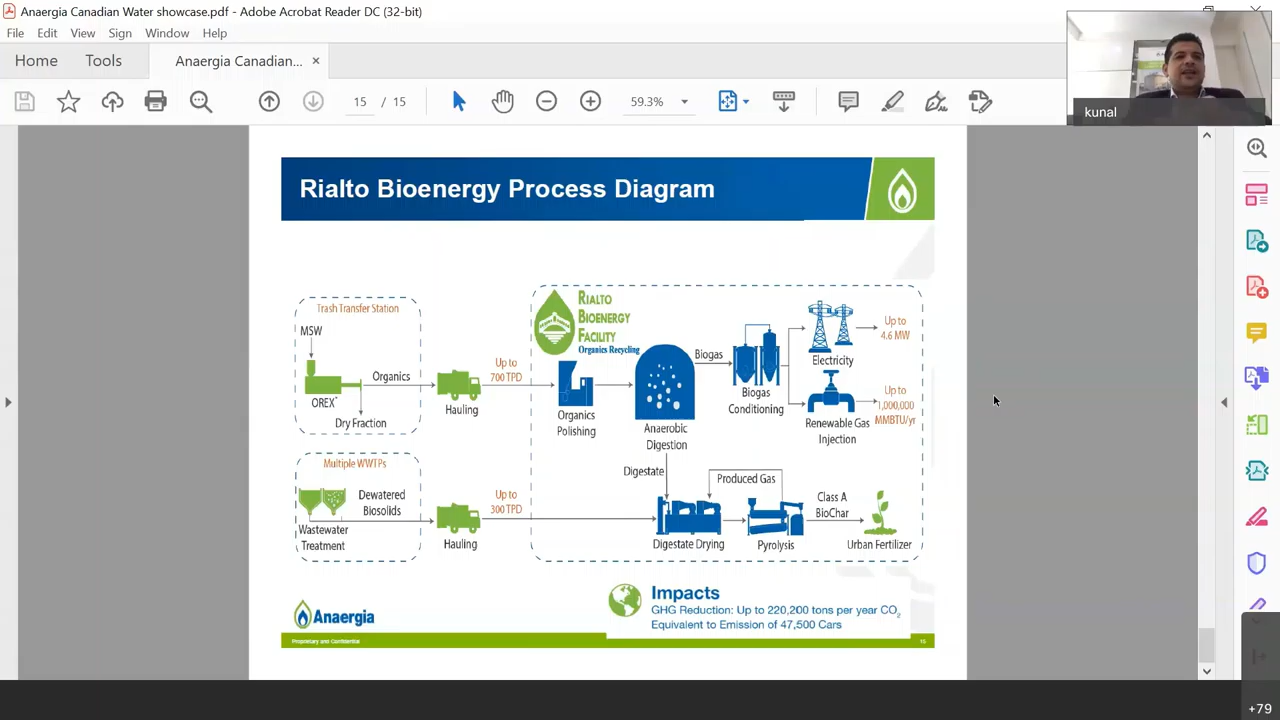 Anaergia Canadian Water showcase.pdf - Adobe Acrobat Reader DC (32-bit)
File Edit View Sign Window Help
Home Tools Anaergia Canadian... ×
15 / 15 59.3%
kunal
Rialto Bioenergy Process Diagram
Trash Transfer Station
MSW
OREX
Organics
Dry Fraction
Hauling
Up to
700 TPD
RIALTO
BIOENERGY
FACILITY
Organics Recycling
Organics
Polishing
Anaerobic
Digestion
Biogas
Biogas
Conditioning
Electricity
Up to
4.6 MW
Renewable Gas
Injection
Up to
1,000,000
MMBTU/yr
Multiple WWTPs
Wastewater
Treatment
Dewatered
Biosolids
Hauling
Up to
300 TPD
Digestate
Digestate Drying
Produced Gas
Pyrolysis
Class A
BioChar
Urban Fertilizer
Anaergia
Impacts
GHG Reduction: Up to 220,200 tons per year CO2
Equivalent to Emission of 47,500 Cars
Proprietary and Confidential
15
+79